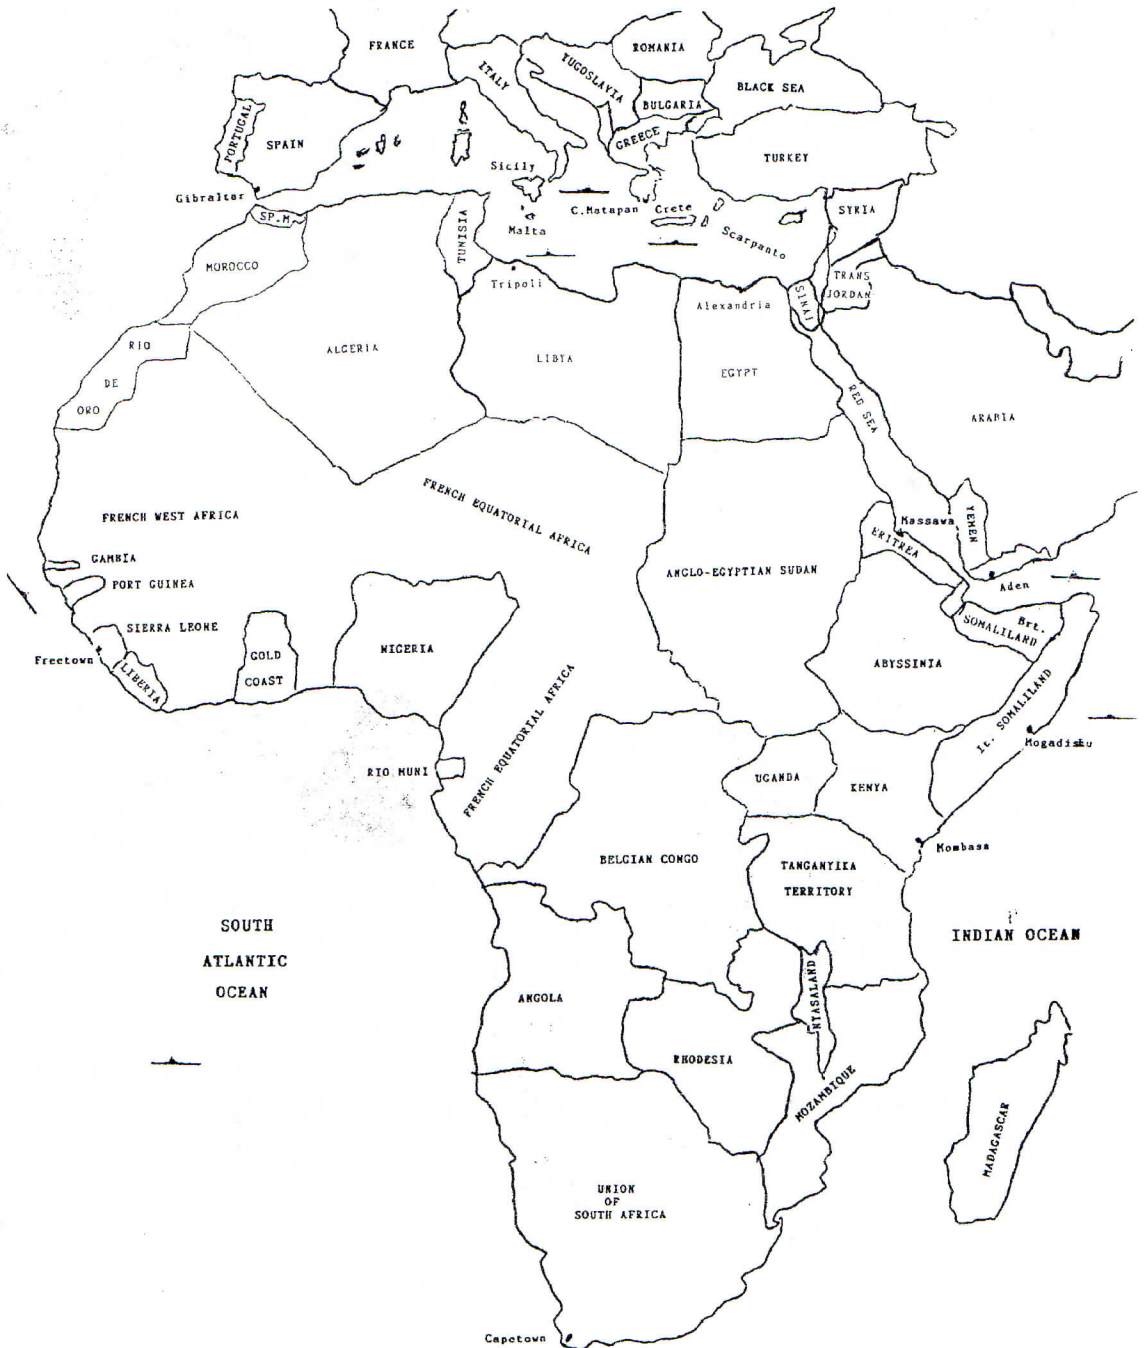 FRANCE
ROMANIA
ITALY
YUGOSLAVIA
BLACK SEA
BULGARIA
PORTUGAL
SPAIN
GREECE
TURKEY
Sicily
Gibraltar
C.Matapan
Crete
SYRIA
SP.M
Malta
Scarpanto
TUNISIA
MOROCCO
Tripoli
TRANS
JORDAN
SINAI
Alexandria
RIO
DE
ORO
ALGERIA
LIBYA
EGYPT
RED SEA
ARABIA
FRENCH EQUATORIAL AFRICA
FRENCH WEST AFRICA
Massawa
YEMEN
ERITREA
GAMBIA
PORT GUINEA
ANGLO-EGYPTIAN SUDAN
Aden
SIERRA LEONE
Brt.
SOMALILAND
Freetown
LIBERIA
GOLD
COAST
NIGERIA
ABYSSINIA
It. SOMALILAND
FRENCH EQUATORIAL AFRICA
Mogadishu
RIO MUNI
UGANDA
KENYA
Mombasa
BELGIAN CONGO
TANGANYIKA
TERRITORY
SOUTH
ATLANTIC
OCEAN
INDIAN OCEAN
ANGOLA
NYASALAND
RHODESIA
MOZAMBIQUE
MADAGASCAR
UNION
OF
SOUTH AFRICA
Capetown